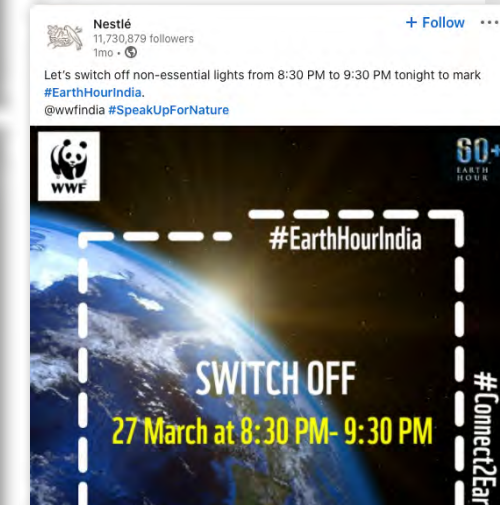 Nestlé
+ Follow
11,730,879 followers
1mo •
Let's switch off non-essential lights from 8:30 PM to 9:30 PM tonight to mark
#EarthHourIndia.
@wwfindia #SpeakUpForNature
WWF
60+
EARTH
HOUR
#EarthHourIndia
SWITCH OFF
27 March at 8:30 PM- 9:30 PM
#Connect2Ear